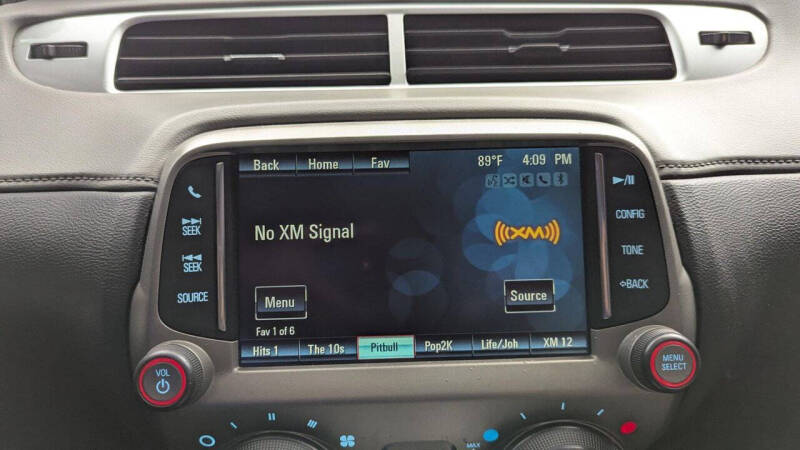 Back Home Fav 89°F 4:09 PM
SEEK
SEEK
SOURCE
No XM Signal
XM
Menu
Source
Fav 1 of 6
Hits 1 The 10s Pitbull Pop2K Life/Joh XM 12
CONFIG
TONE
BACK
VOL
MENU
SELECT
MAX